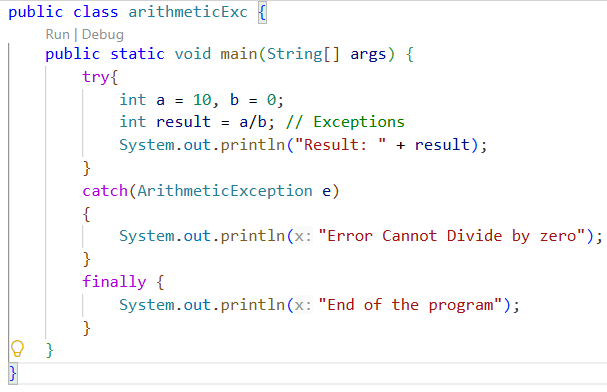 public class arithmeticExc {
Run | Debug
public static void main(String[] args) {
try{
int a = 10, b = 0;
int result = a/b; // Exceptions
System.out.println("Result: " + result);
}
catch(ArithmeticException e)
{
System.out.println(x: "Error Cannot Divide by zero");
}
finally {
System.out.println(x: "End of the program");
}
}
}